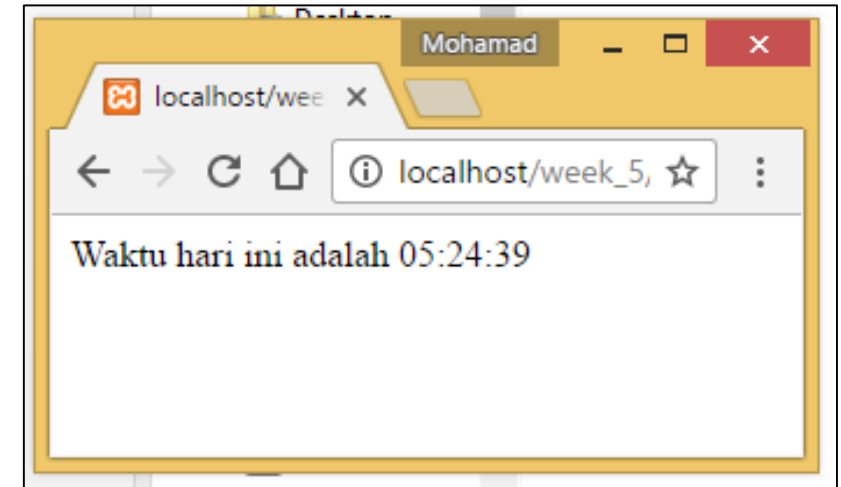 Desktop
Mohamad
localhost/wee
localhost/week_5,
Waktu hari ini adalah 05:24:39